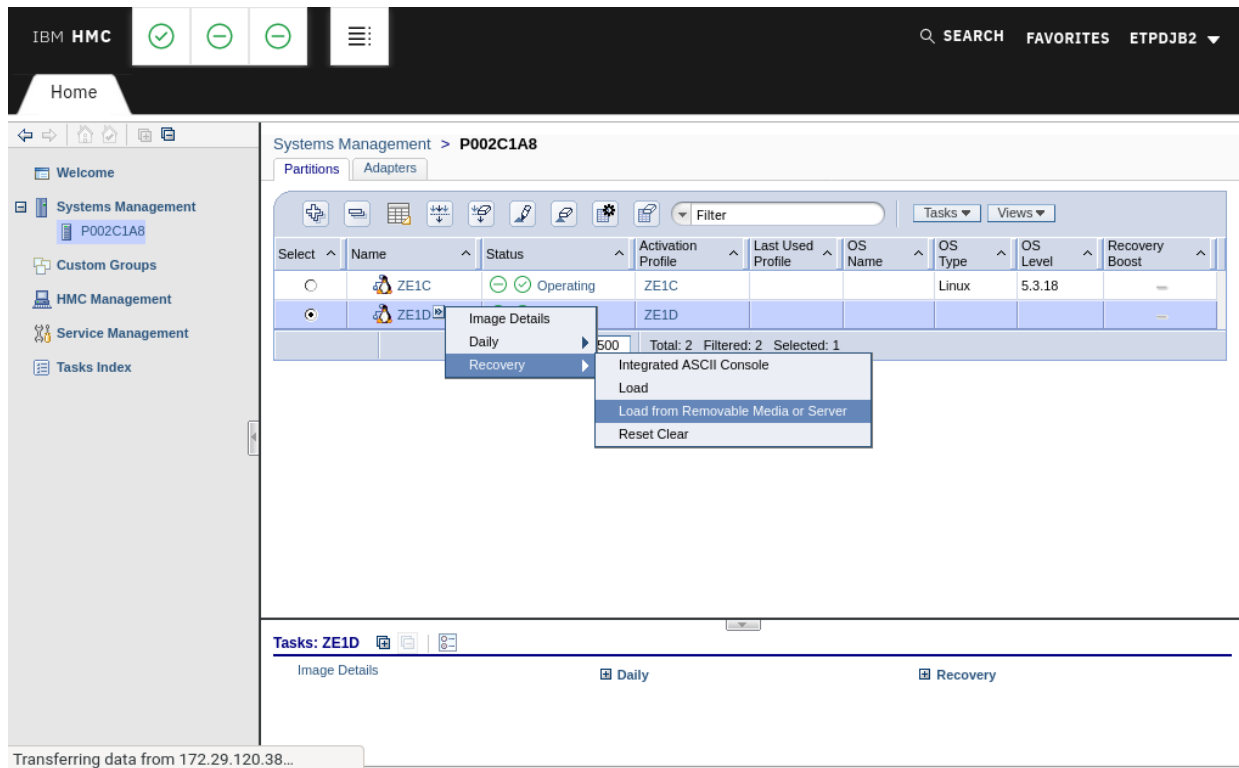 IBM HMC
SEARCH FAVORITES ETPDJB2
Home
Systems Management > P002C1A8
Partitions Adapters
Welcome
Systems Management
P002C1A8
Custom Groups
HMC Management
Service Management
Tasks Index
Filter Tasks Views
Select Name Status Activation Profile Last Used Profile OS Name OS Type OS Level Recovery Boost
ZE1C Operating ZE1C Linux 5.3.18
ZE1D ZE1D
Image Details
Daily
Recovery
500 Total: 2 Filtered: 2 Selected: 1
Integrated ASCII Console
Load
Load from Removable Media or Server
Reset Clear
Tasks: ZE1D
Image Details Daily Recovery
Transferring data from 172.29.120.38...